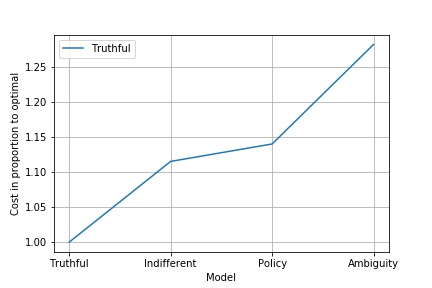 Truthful
Cost in proportion to optimal
1.25
1.20
1.15
1.10
1.05
1.00
Truthful Indifferent Policy Ambiguity
Model